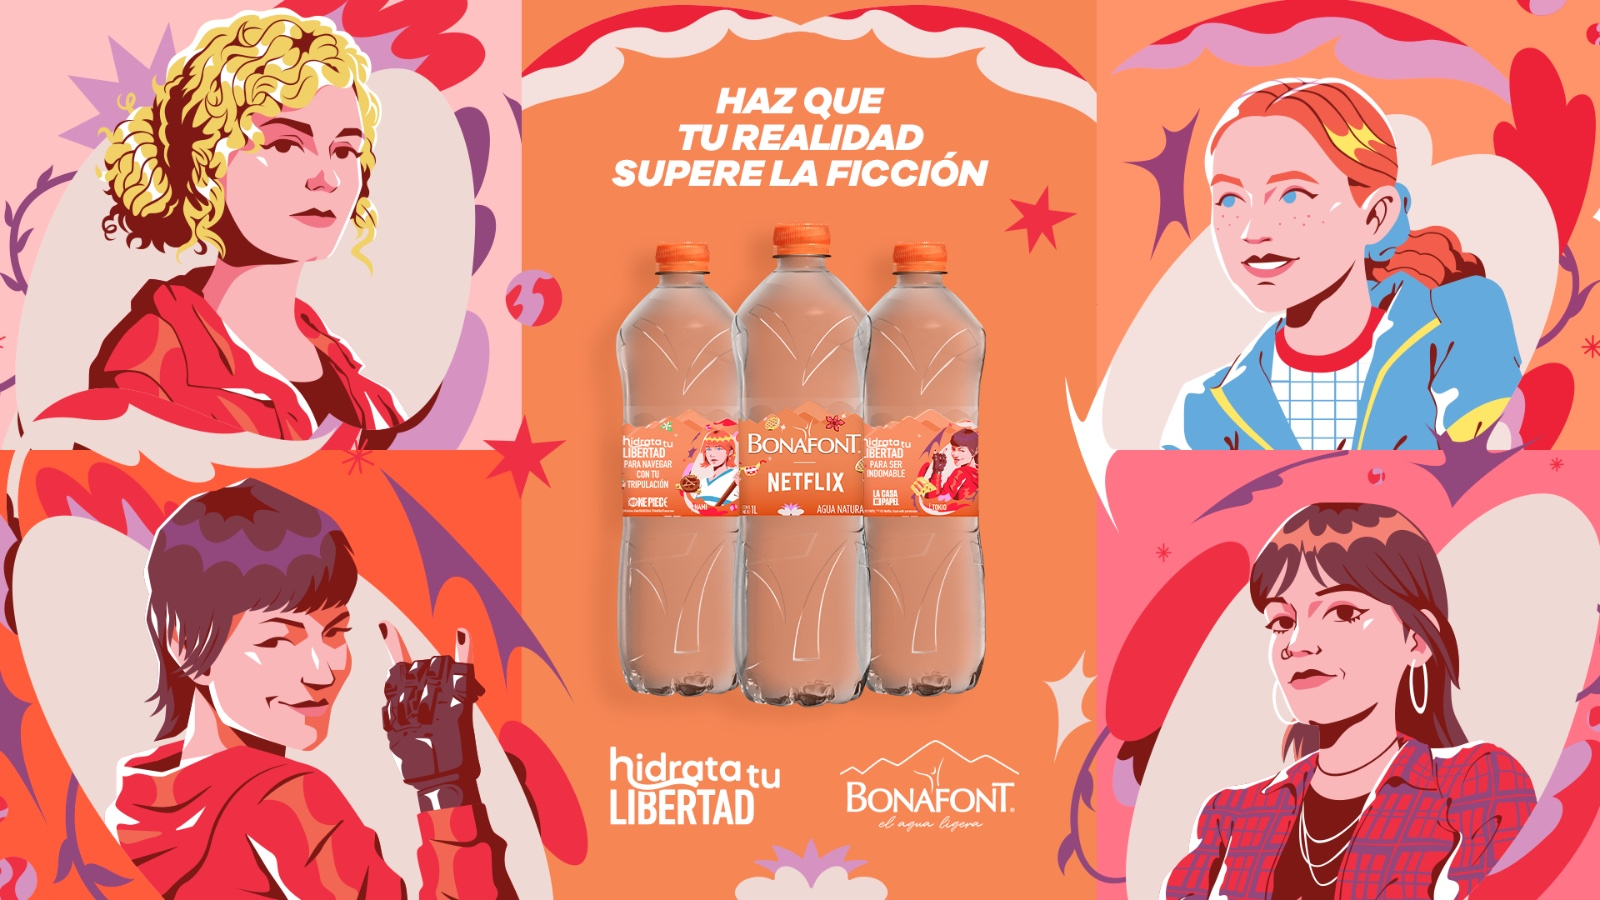 HAZ QUE
TU REALIDAD
SUPERE LA FICCIÓN
hidrata tu
LIBERTAD
PARA NAVEGAR
CON TU
TRIPULACIÓN
ONE PIECE
NAMI
BONAFONT
NETFLIX
1L
AGUA NATURA
hidrata tu
LIBERTAD
PARA SER
INDOMABLE
LA CASA
PAPEL
TOKIO
hidrata tu
LIBERTAD
BONAFONT®
el agua ligera